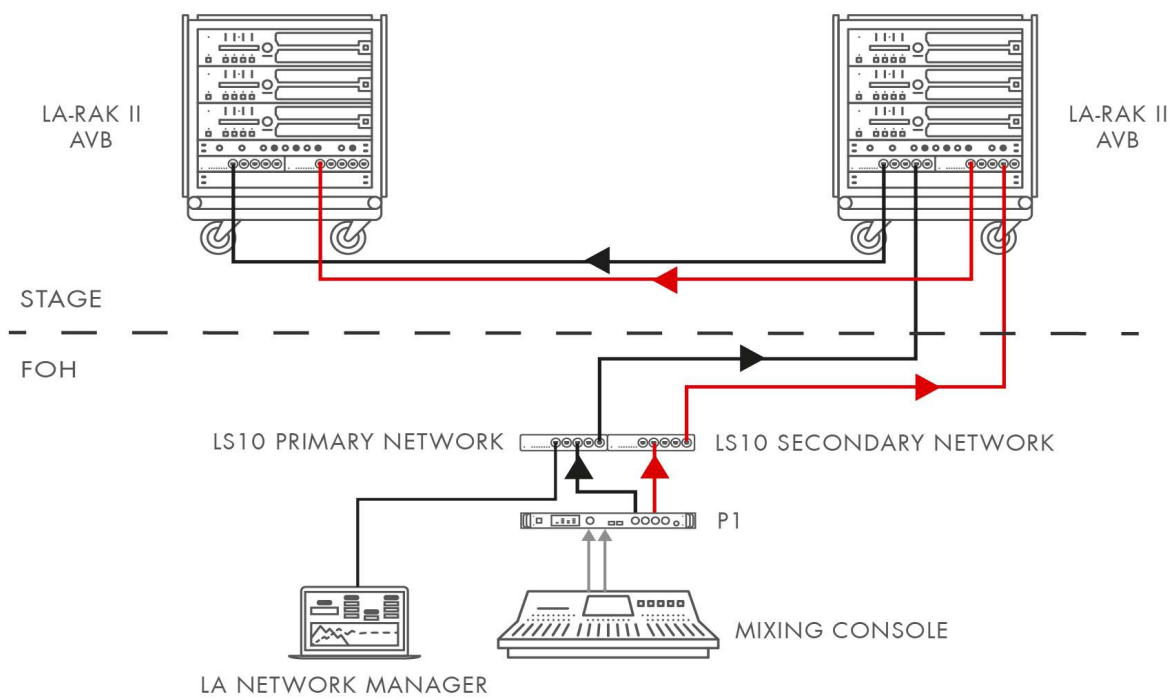 LA-RAK II
AVB
LA-RAK II
AVB
STAGE
FOH
LS10 PRIMARY NETWORK
LS10 SECONDARY NETWORK
P1
MIXING CONSOLE
LA NETWORK MANAGER